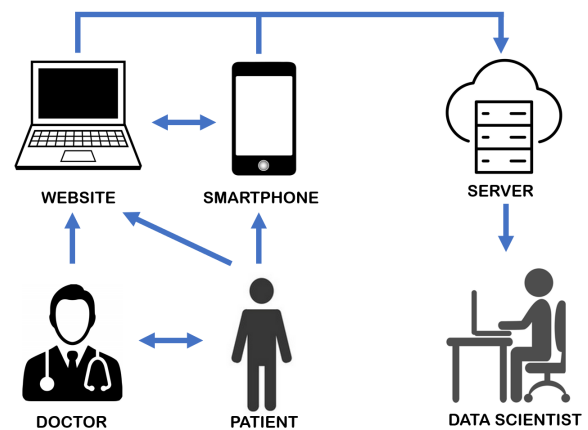 WEBSITE
SMARTPHONE
SERVER
DOCTOR
PATIENT
DATA SCIENTIST